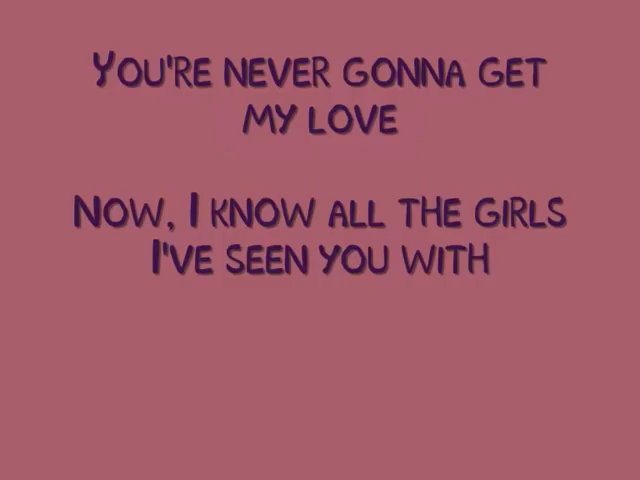 You're never gonna get
my love
Now, I know all the girls
I've seen you with